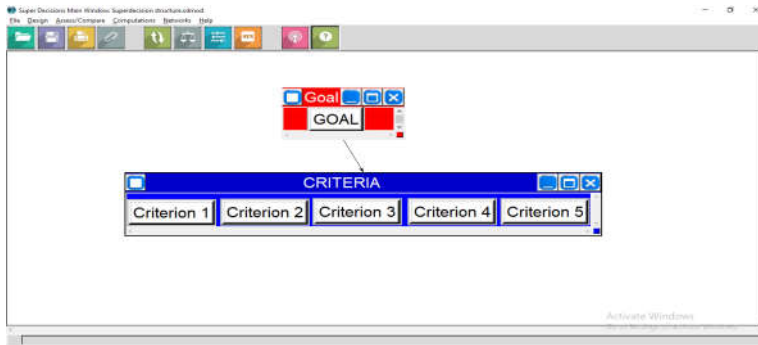 Super Decisions Main Window: Superdecision structure.sdmod
File Design Assess/Compare Computations Networks Help
Goal
GOAL
CRITERIA
Criterion 1 Criterion 2 Criterion 3 Criterion 4 Criterion 5
Activate Windows